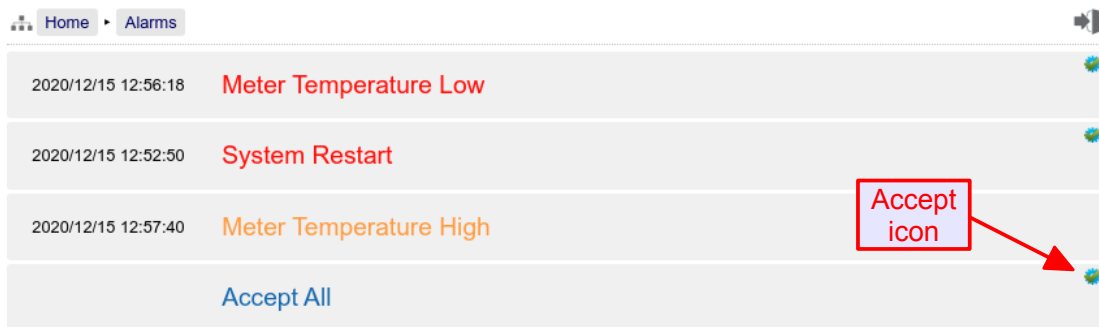 Home ‣ Alarms
2020/12/15 12:56:18 Meter Temperature Low
2020/12/15 12:52:50 System Restart
2020/12/15 12:57:40 Meter Temperature High
Accept
icon
Accept All